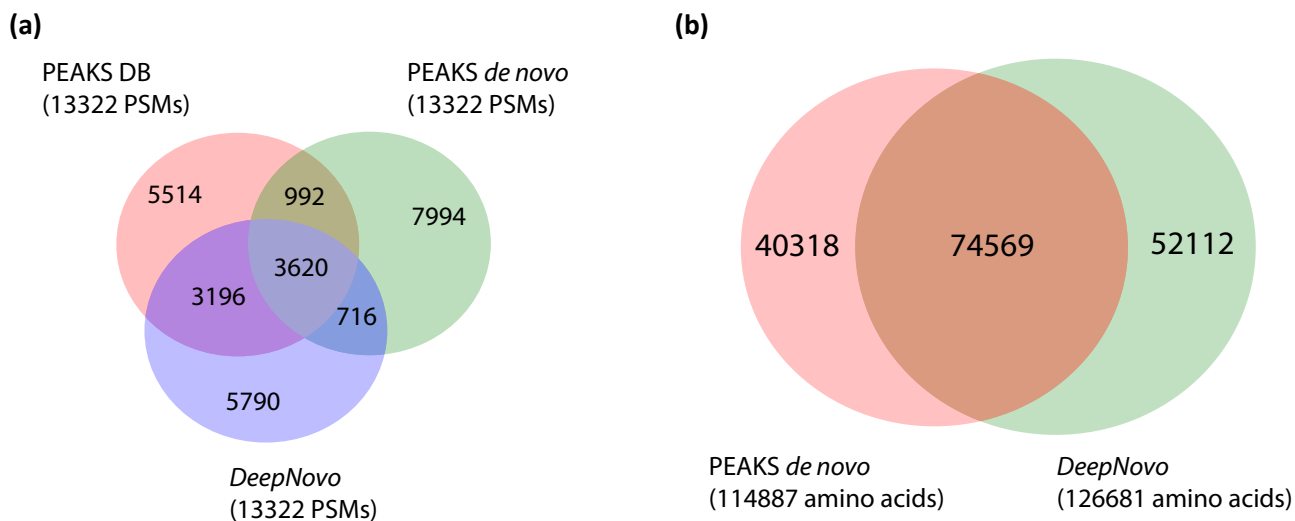 (a)
PEAKS DB
(13322 PSMs)
PEAKS de novo
(13322 PSMs)
5514
992
7994
3620
3196
716
5790
DeepNovo
(13322 PSMs)
(b)
40318
74569
52112
PEAKS de novo
(114887 amino acids)
DeepNovo
(126681 amino acids)